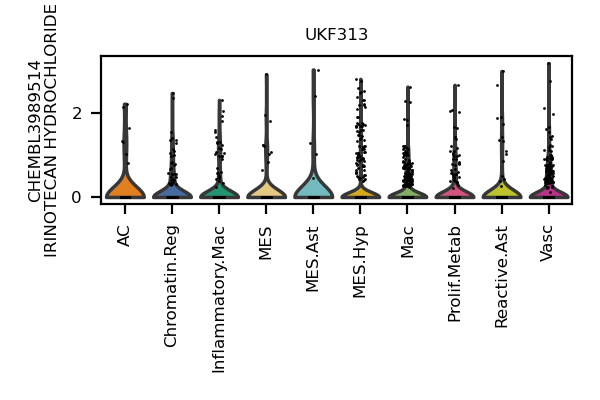 UKF313
CHEMBL3989514
IRINOTECAN HYDROCHLORIDE
2
0
AC
Chromatin.Reg
Inflammatory.Mac
MES
MES.Ast
MES.Hyp
Mac
Prolif.Metab
Reactive.Ast
Vasc